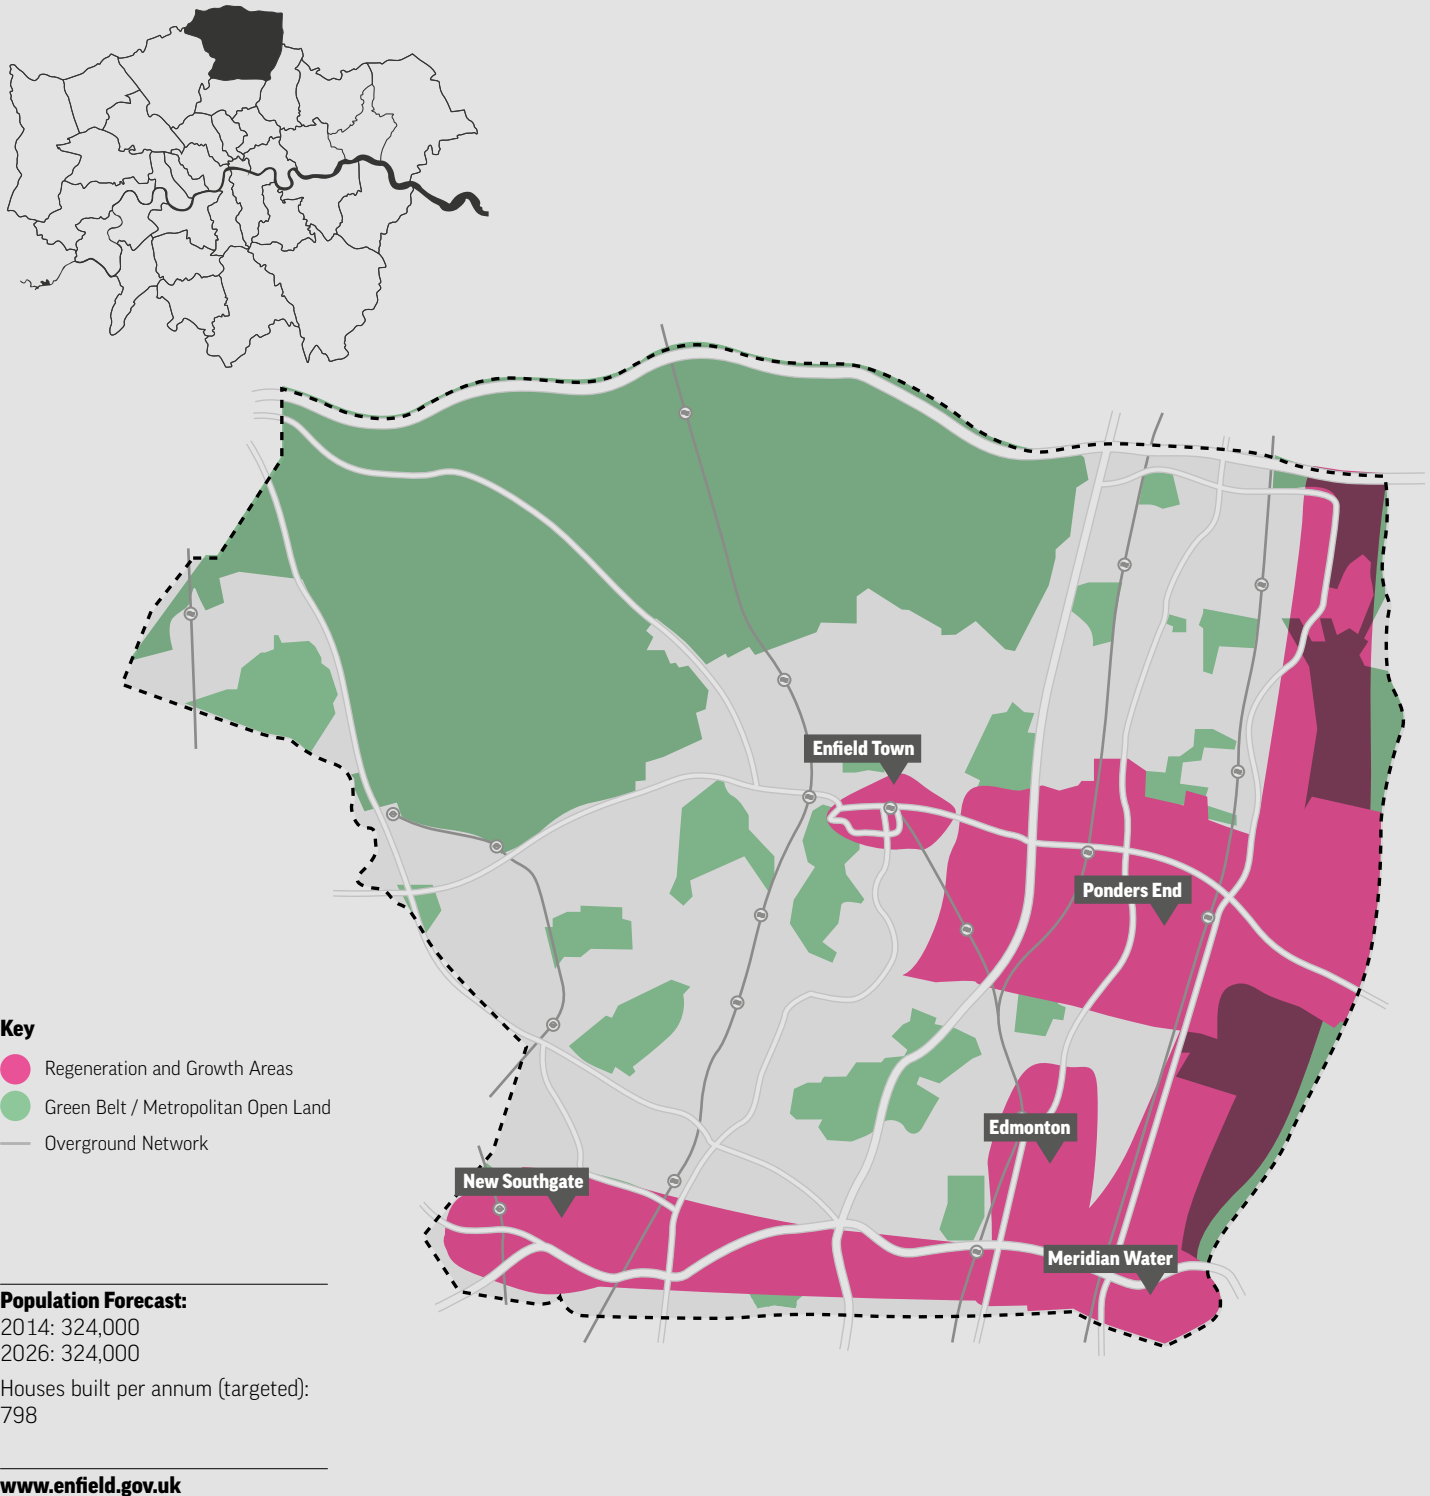 Enfield Town
Ponders End
Edmonton
New Southgate
Meridian Water
Key
Regeneration and Growth Areas
Green Belt / Metropolitan Open Land
Overground Network
Population Forecast:
2014: 324,000
2026: 324,000
Houses built per annum (targeted):
798
www.enfield.gov.uk